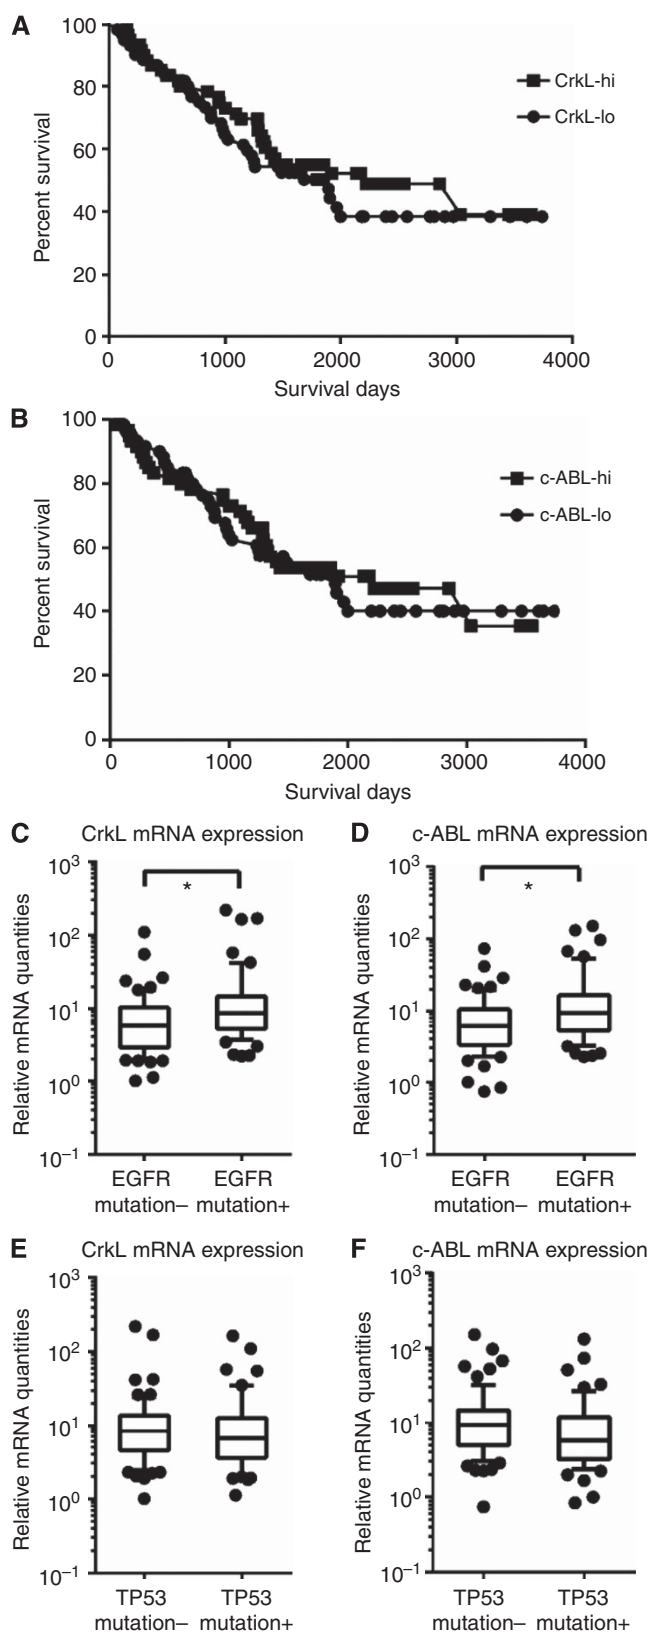 A
100
80
60
40
20
0
Percent survival
CrkL-hi
CrkL-lo
0 1000 2000 3000 4000
Survival days
B
100
80
60
40
20
0
Percent survival
c-ABL-hi
c-ABL-lo
0 1000 2000 3000 4000
Survival days
C CrkL mRNA expression
10³
10²
10¹
10⁰
10⁻¹
Relative mRNA quantities
*
EGFR EGFR
mutation– mutation+
D c-ABL mRNA expression
10³
10²
10¹
10⁰
10⁻¹
Relative mRNA quantities
*
EGFR EGFR
mutation– mutation+
E CrkL mRNA expression
10³
10²
10¹
10⁰
10⁻¹
Relative mRNA quantities
TP53 TP53
mutation– mutation+
F c-ABL mRNA expression
10³
10²
10¹
10⁰
10⁻¹
Relative mRNA quantities
TP53 TP53
mutation– mutation+